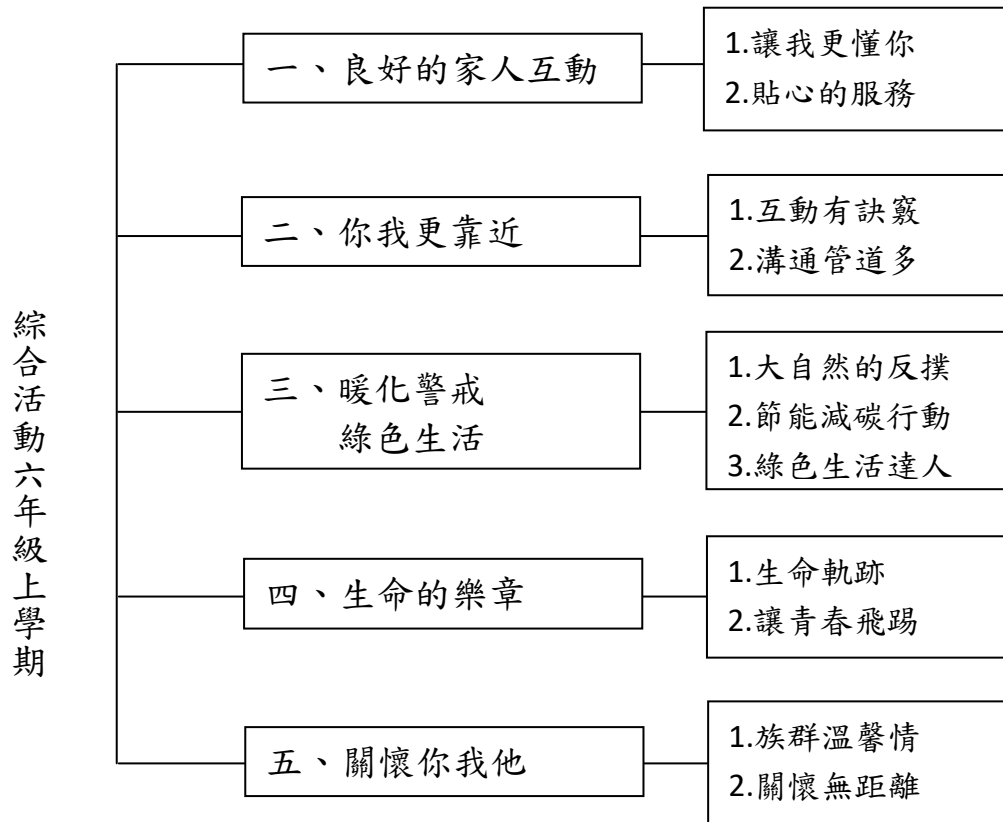 綜合活動六年級上學期
一、良好的家人互動
1.讓我更懂你
2.貼心的服務
二、你我更靠近
1.互動有訣竅
2.溝通管道多
三、暖化警戒
綠色生活
1.大自然的反撲
2.節能減碳行動
3.綠色生活達人
四、生命的樂章
1.生命軌跡
2.讓青春飛踢
五、關懷你我他
1.族群溫馨情
2.關懷無距離